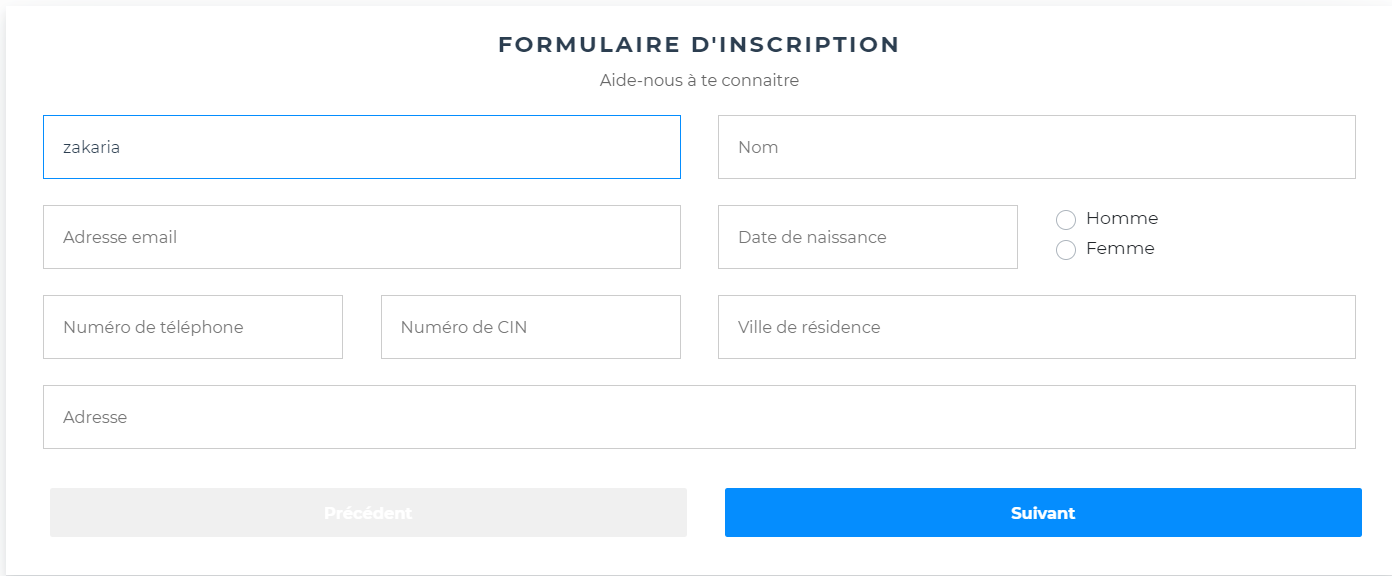 FORMULAIRE D'INSCRIPTION
Aide-nous à te connaitre
zakaria
Nom
Adresse email
Date de naissance
Homme
Femme
Numéro de téléphone
Numéro de CIN
Ville de résidence
Adresse
Précédent
Suivant